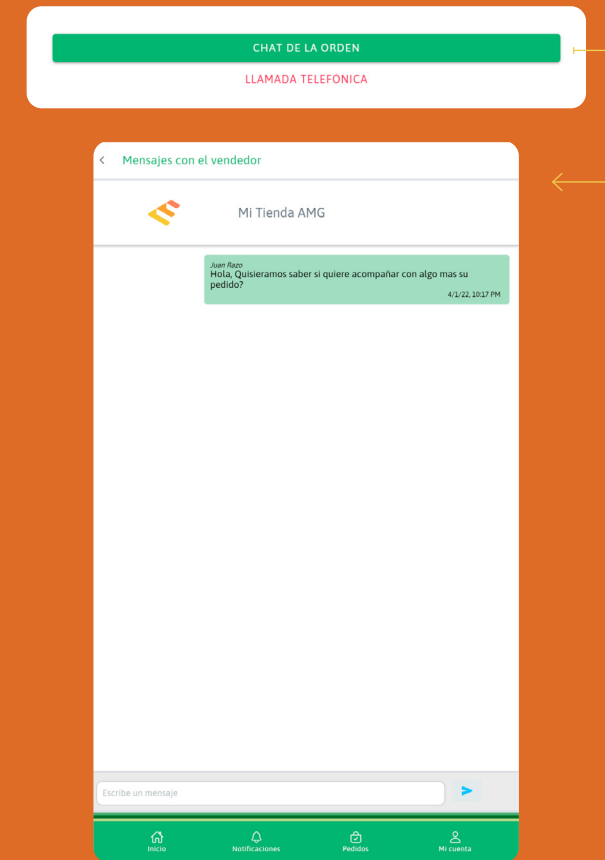 CHAT DE LA ORDEN
LLAMADA TELEFONICA
Mensajes con el vendedor
Mi Tienda AMG
Juan Razo
Hola, Quisieramos saber si quiere acompañar con algo mas su
pedido?
4/1/22, 10:17 PM
Escribe un mensaje
Inicio
Notificaciones
Pedidos
Mi cuenta